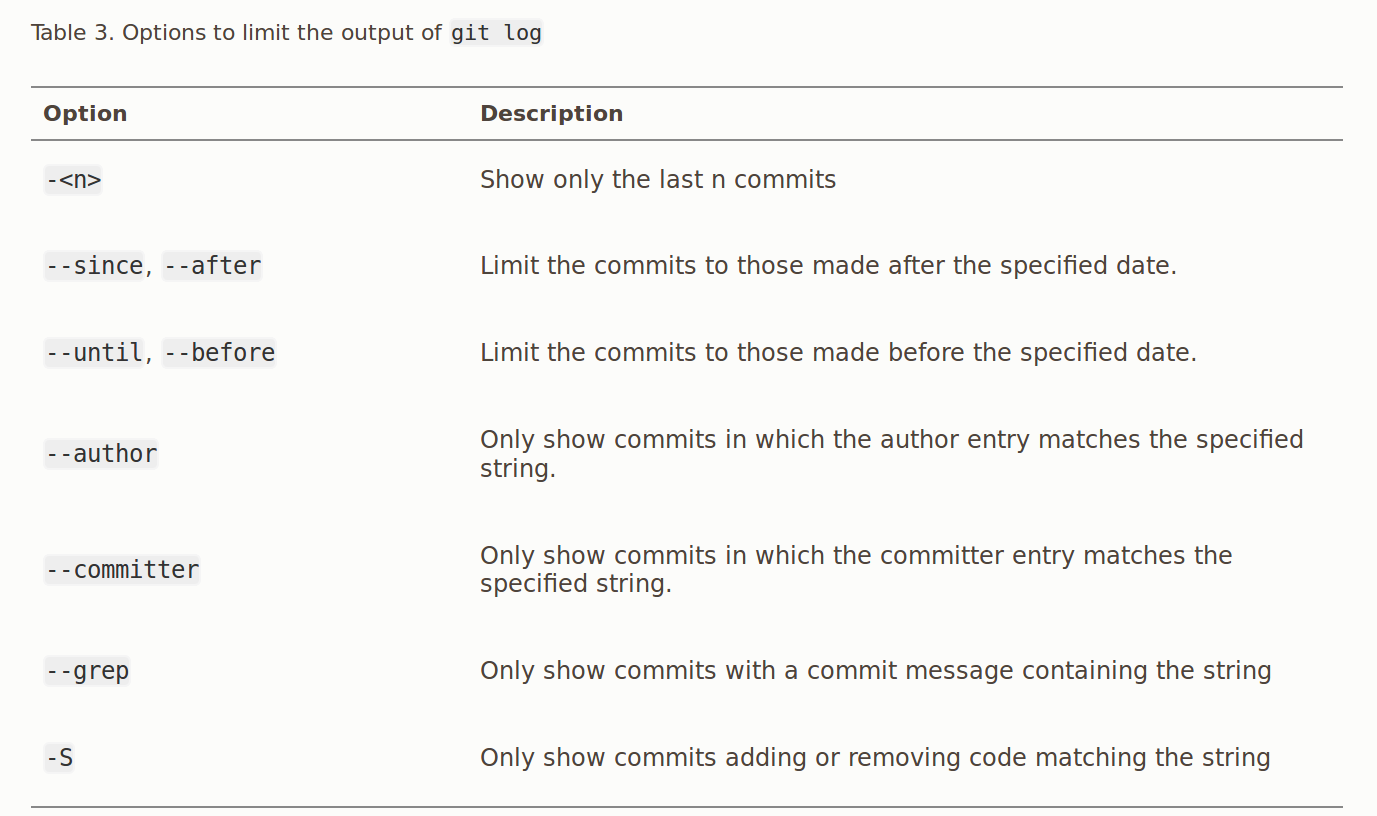 Table 3. Options to limit the output of git log
Option Description
-<n> Show only the last n commits
--since, --after Limit the commits to those made after the specified date.
--until, --before Limit the commits to those made before the specified date.
--author Only show commits in which the author entry matches the specified
string.
--committer Only show commits in which the committer entry matches the
specified string.
--grep Only show commits with a commit message containing the string
-S Only show commits adding or removing code matching the string